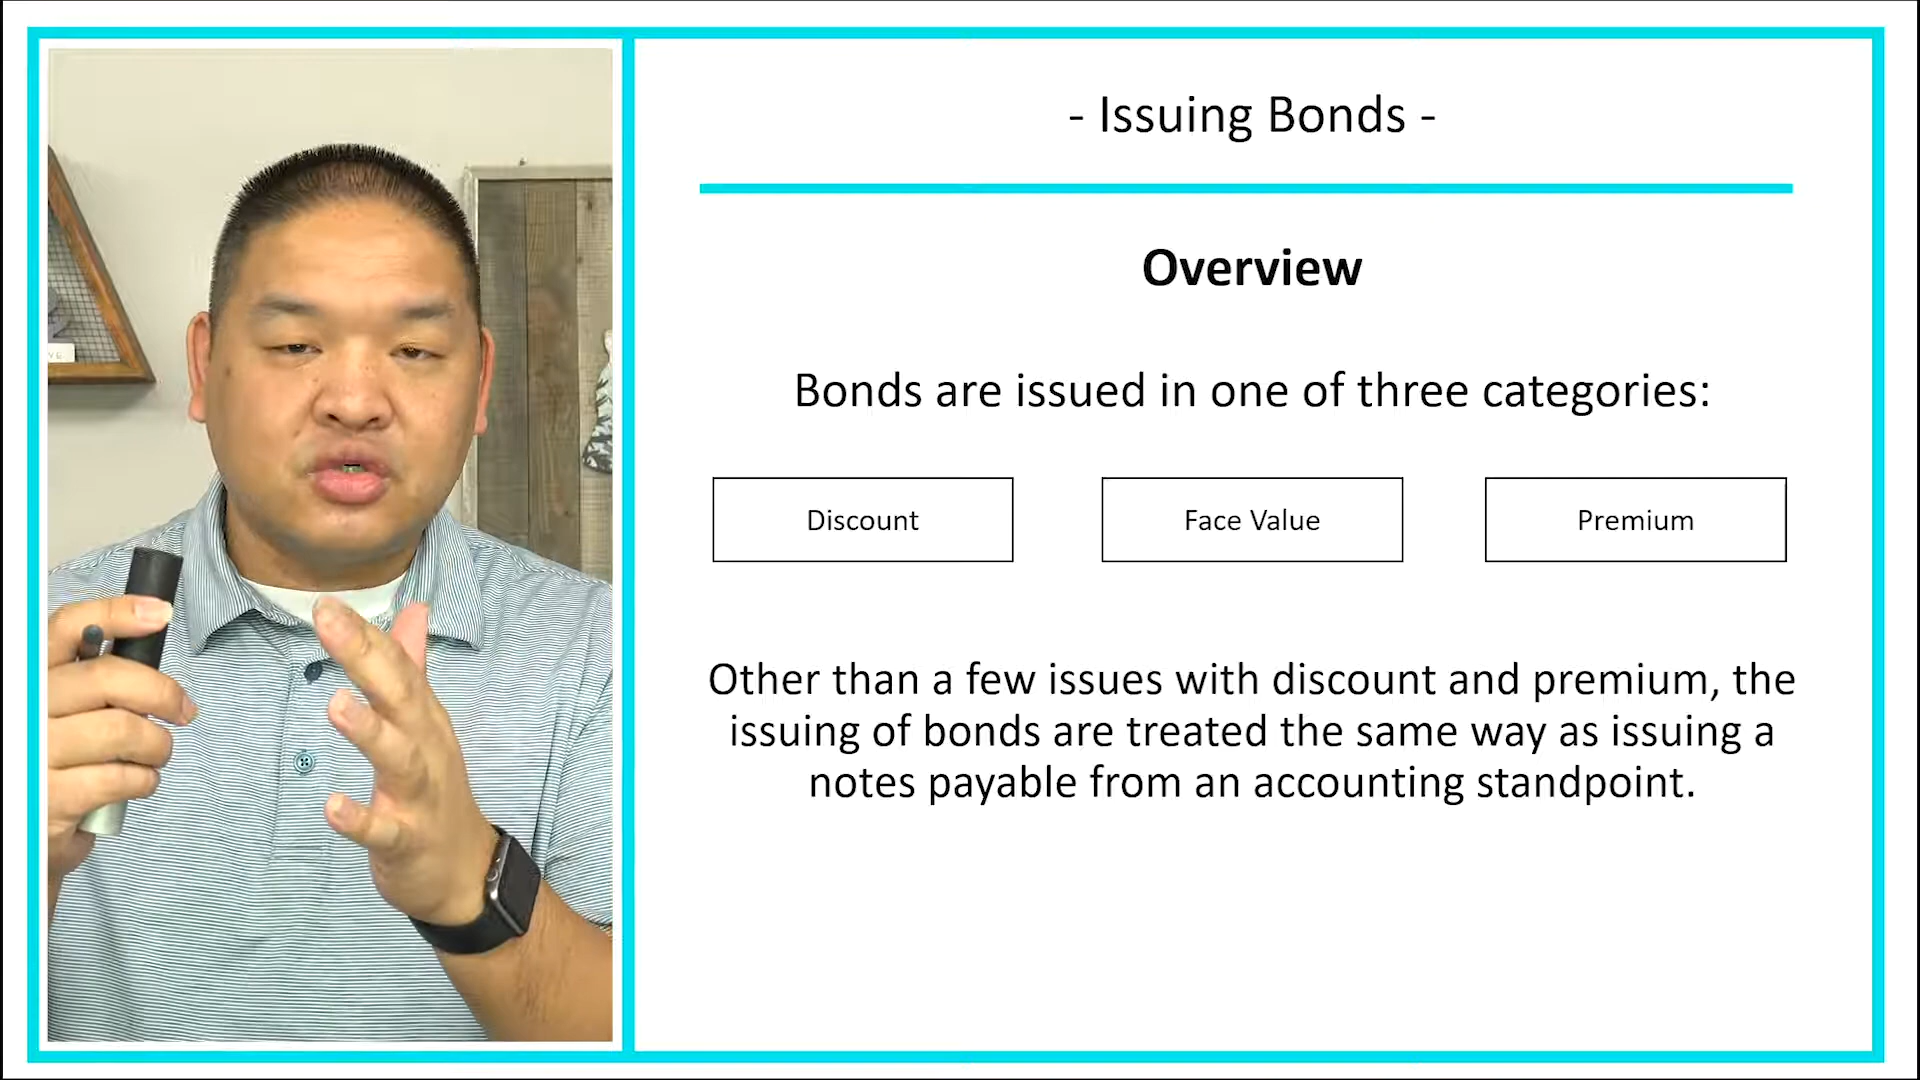 - Issuing Bonds -
Overview
Bonds are issued in one of three categories:
Discount
Face Value
Premium
Other than a few issues with discount and premium, the
issuing of bonds are treated the same way as issuing a
notes payable from an accounting standpoint.